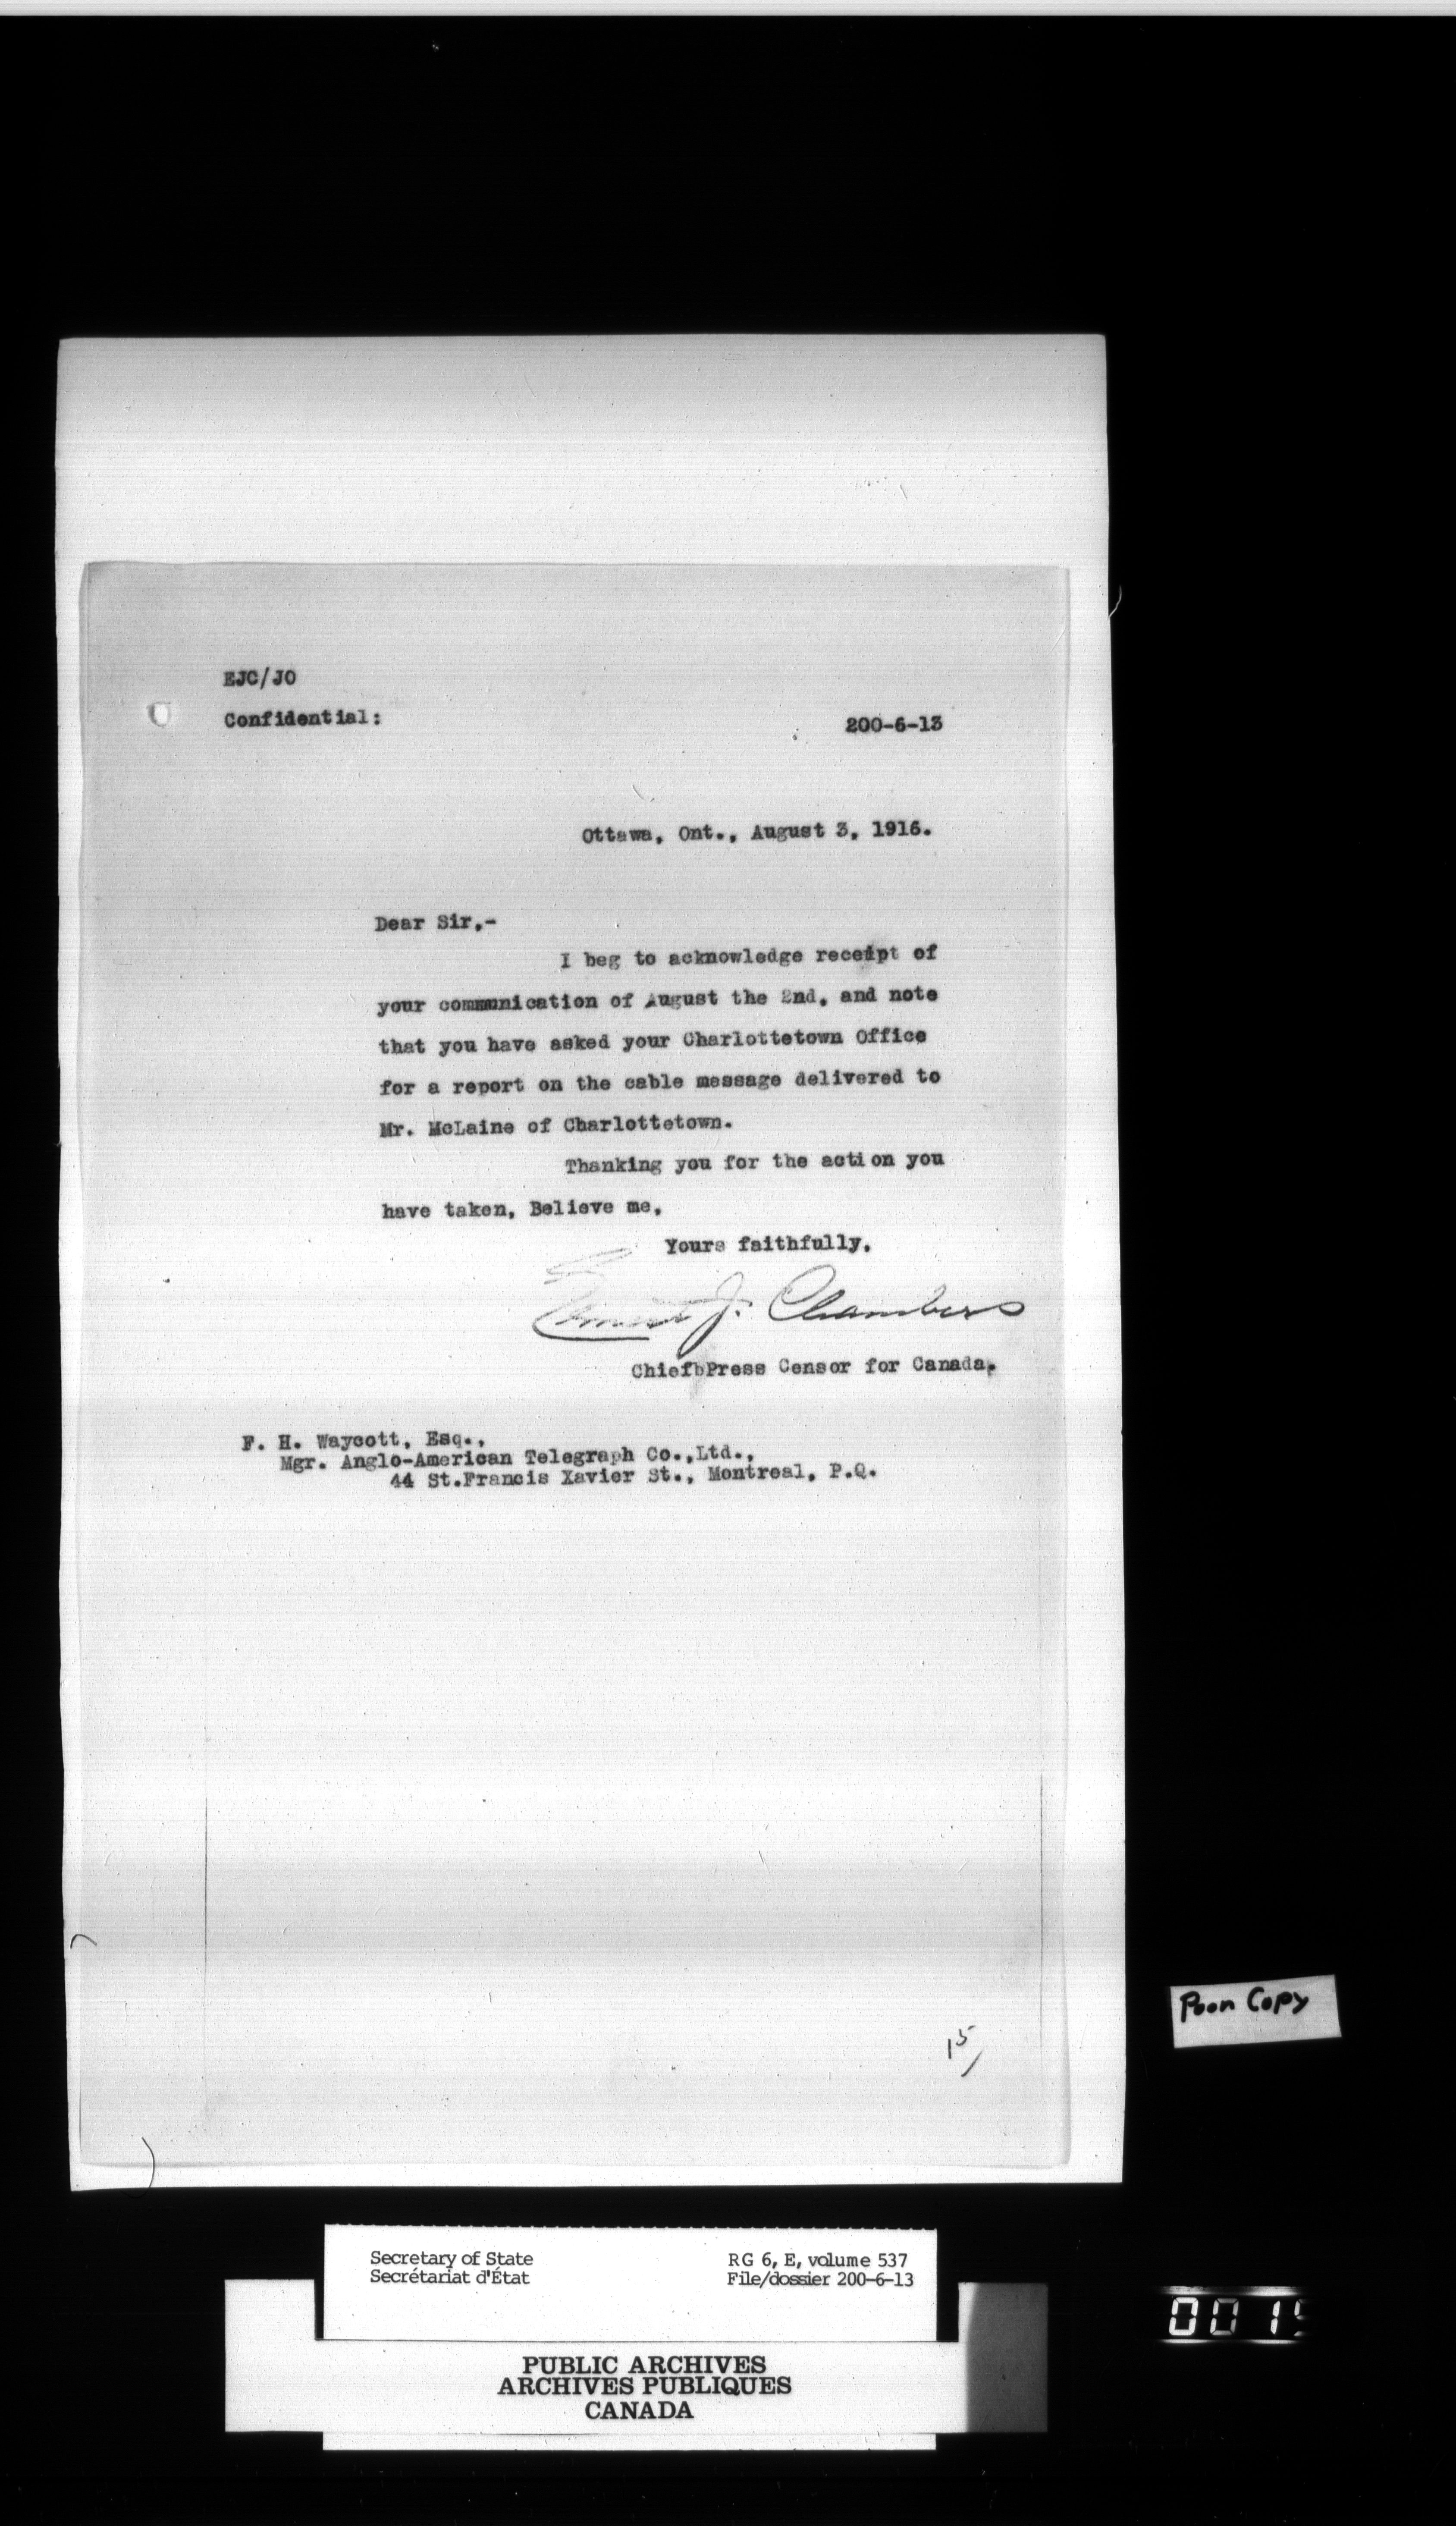 EJC/JO
Confidential:
200-6-13
Ottawa, Ont., August 3, 1916.
Dear Sir,-
I beg to acknowledge receipt of
your communication of August the 2nd, and note
that you have asked your Charlottetown Office
for a report on the cable message delivered to
Mr. McLaine of Charlottetown.
Thanking you for the action you
have taken, Believe me,
Yours faithfully,
Ernest J. Chambers
ChiefbPress Censor for Canada.
F. H. Waycott, Esq.,
Mgr. Anglo-American Telegraph Co.,Ltd.,
44 St.Francis Xavier St., Montreal, P.Q.
15
Poor Copy
Secretary of State
Secrétariat d'État
RG 6, E, volume 537
File/dossier 200-6-13
0015
PUBLIC ARCHIVES
ARCHIVES PUBLIQUES
CANADA